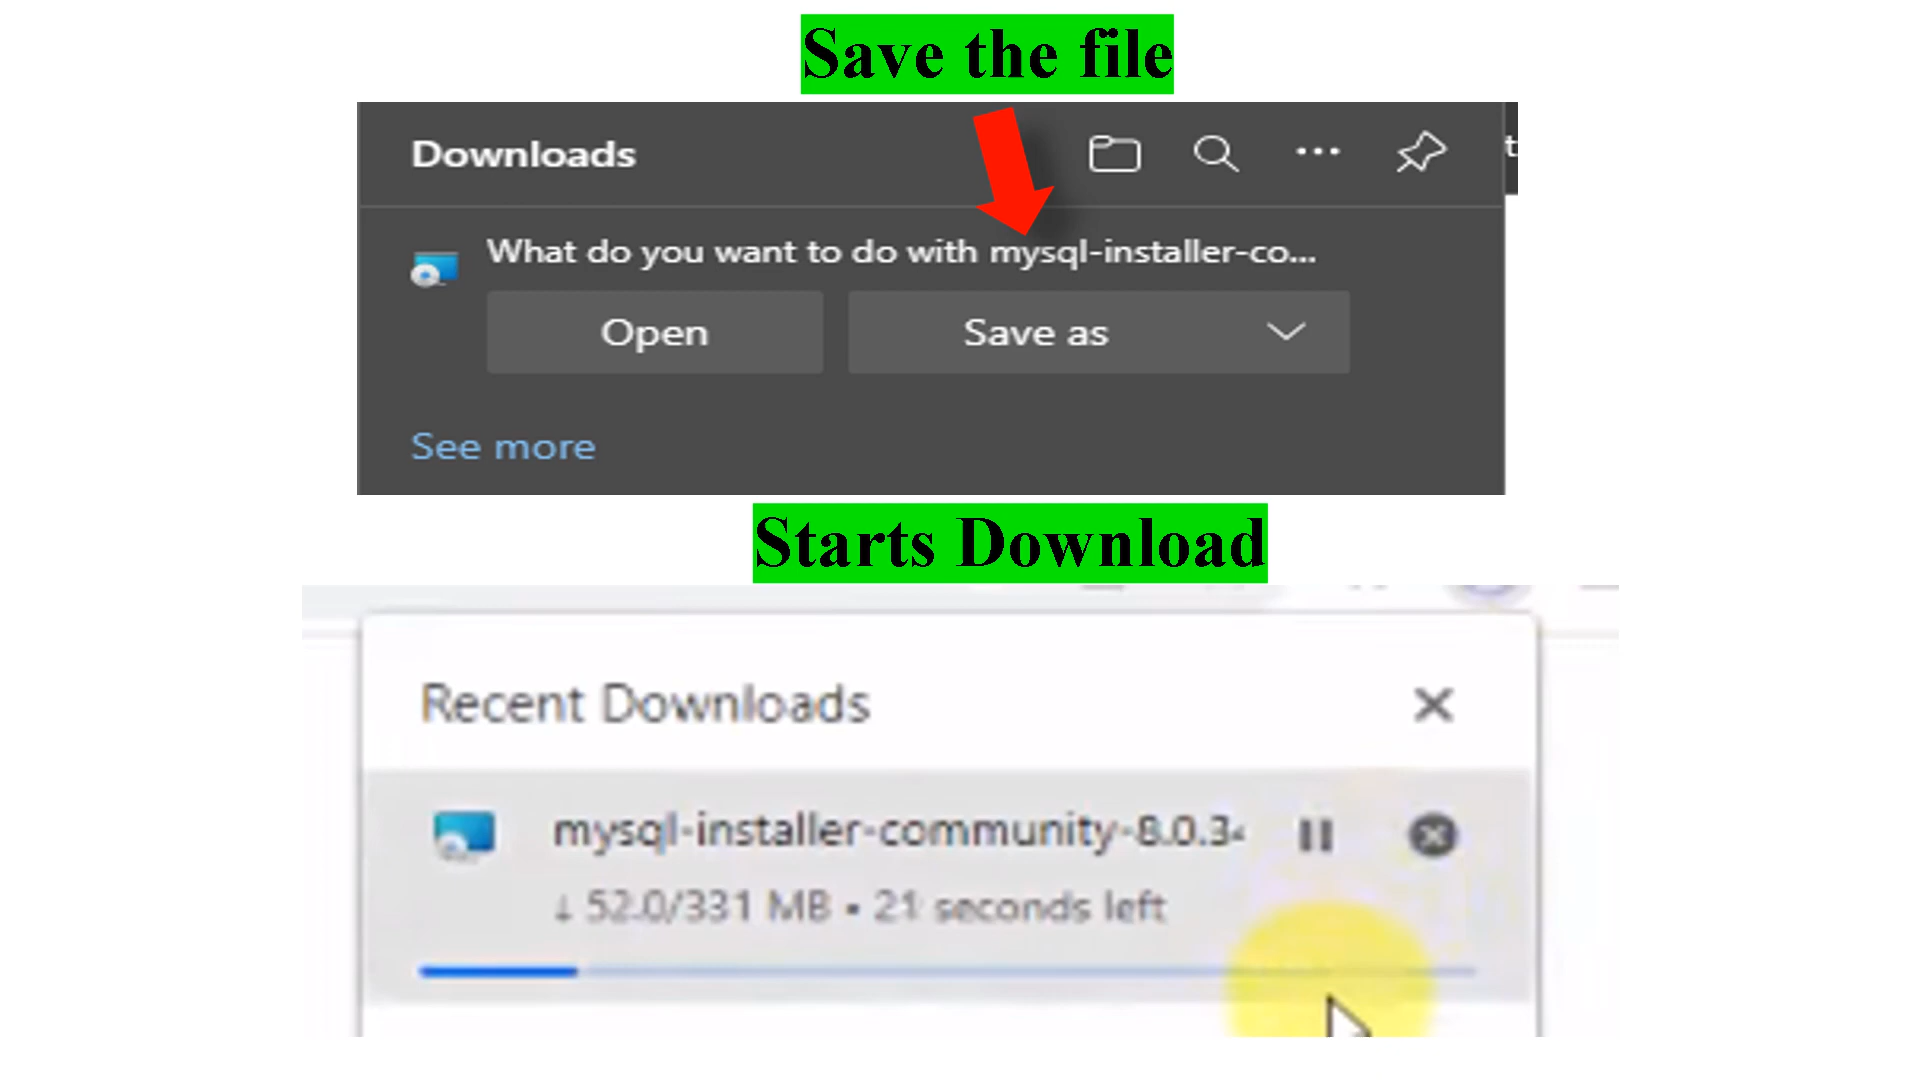 Save the file
Downloads
What do you want to do with mysql-installer-co...
Open
Save as
See more
Starts Download
Recent Downloads
mysql-installer-community-8.0.3
↓ 52.0/331 MB • 21 seconds left